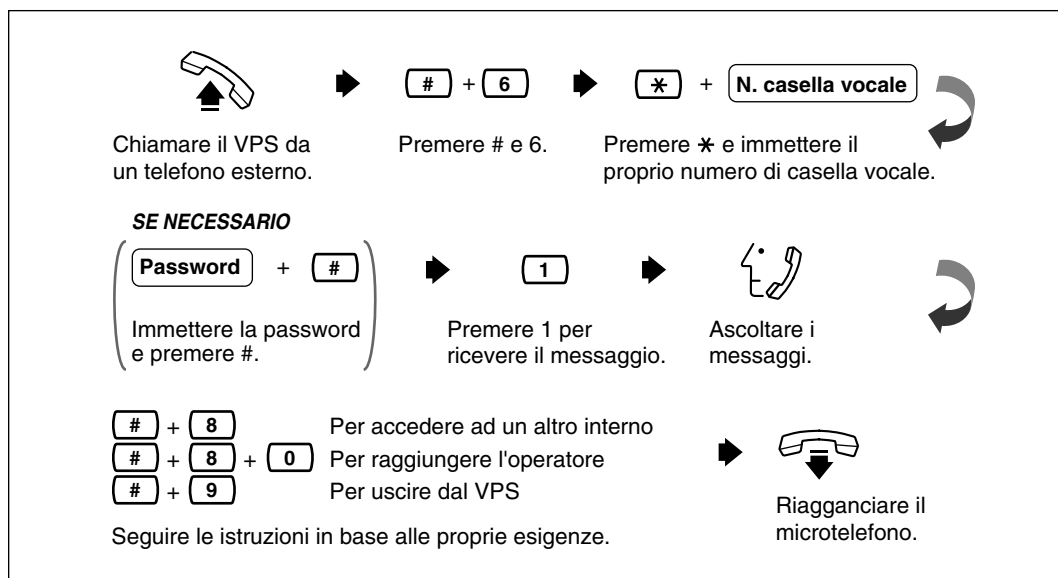 # + 6
* + N. casella vocale
Chiamare il VPS da
un telefono esterno.
Premere # e 6.
Premere * e immettere il
proprio numero di casella vocale.
SE NECESSARIO
Password + #
Immettere la password
e premere #.
1
Premere 1 per
ricevere il messaggio.
Ascoltare i
messaggi.
# + 8 Per accedere ad un altro interno
# + 8 + 0 Per raggiungere l'operatore
# + 9 Per uscire dal VPS
Seguire le istruzioni in base alle proprie esigenze.
Riagganciare il
microtelefono.